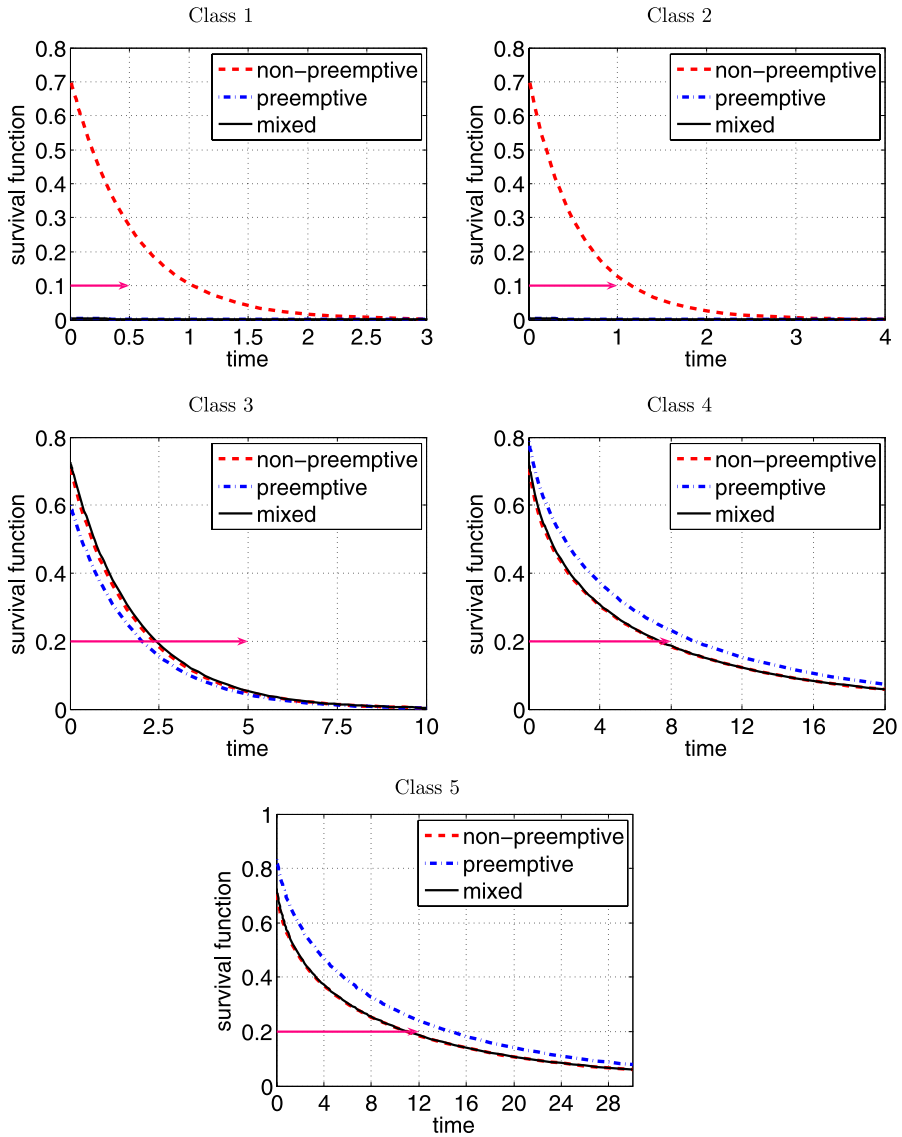 Class 1
0.8
0.7
0.6
0.5
0.4
0.3
0.2
0.1
0
survival function
non−preemptive
preemptive
mixed
0 0.5 1 1.5 2 2.5 3
time
Class 2
0.8
0.7
0.6
0.5
0.4
0.3
0.2
0.1
0
survival function
non−preemptive
preemptive
mixed
0 1 2 3 4
time
Class 3
0.8
0.6
0.4
0.2
0
survival function
non−preemptive
preemptive
mixed
0 2.5 5 7.5 10
time
Class 4
0.8
0.6
0.4
0.2
0
survival function
non−preemptive
preemptive
mixed
0 4 8 12 16 20
time
Class 5
1
0.8
0.6
0.4
0.2
0
survival function
non−preemptive
preemptive
mixed
0 4 8 12 16 20 24 28
time